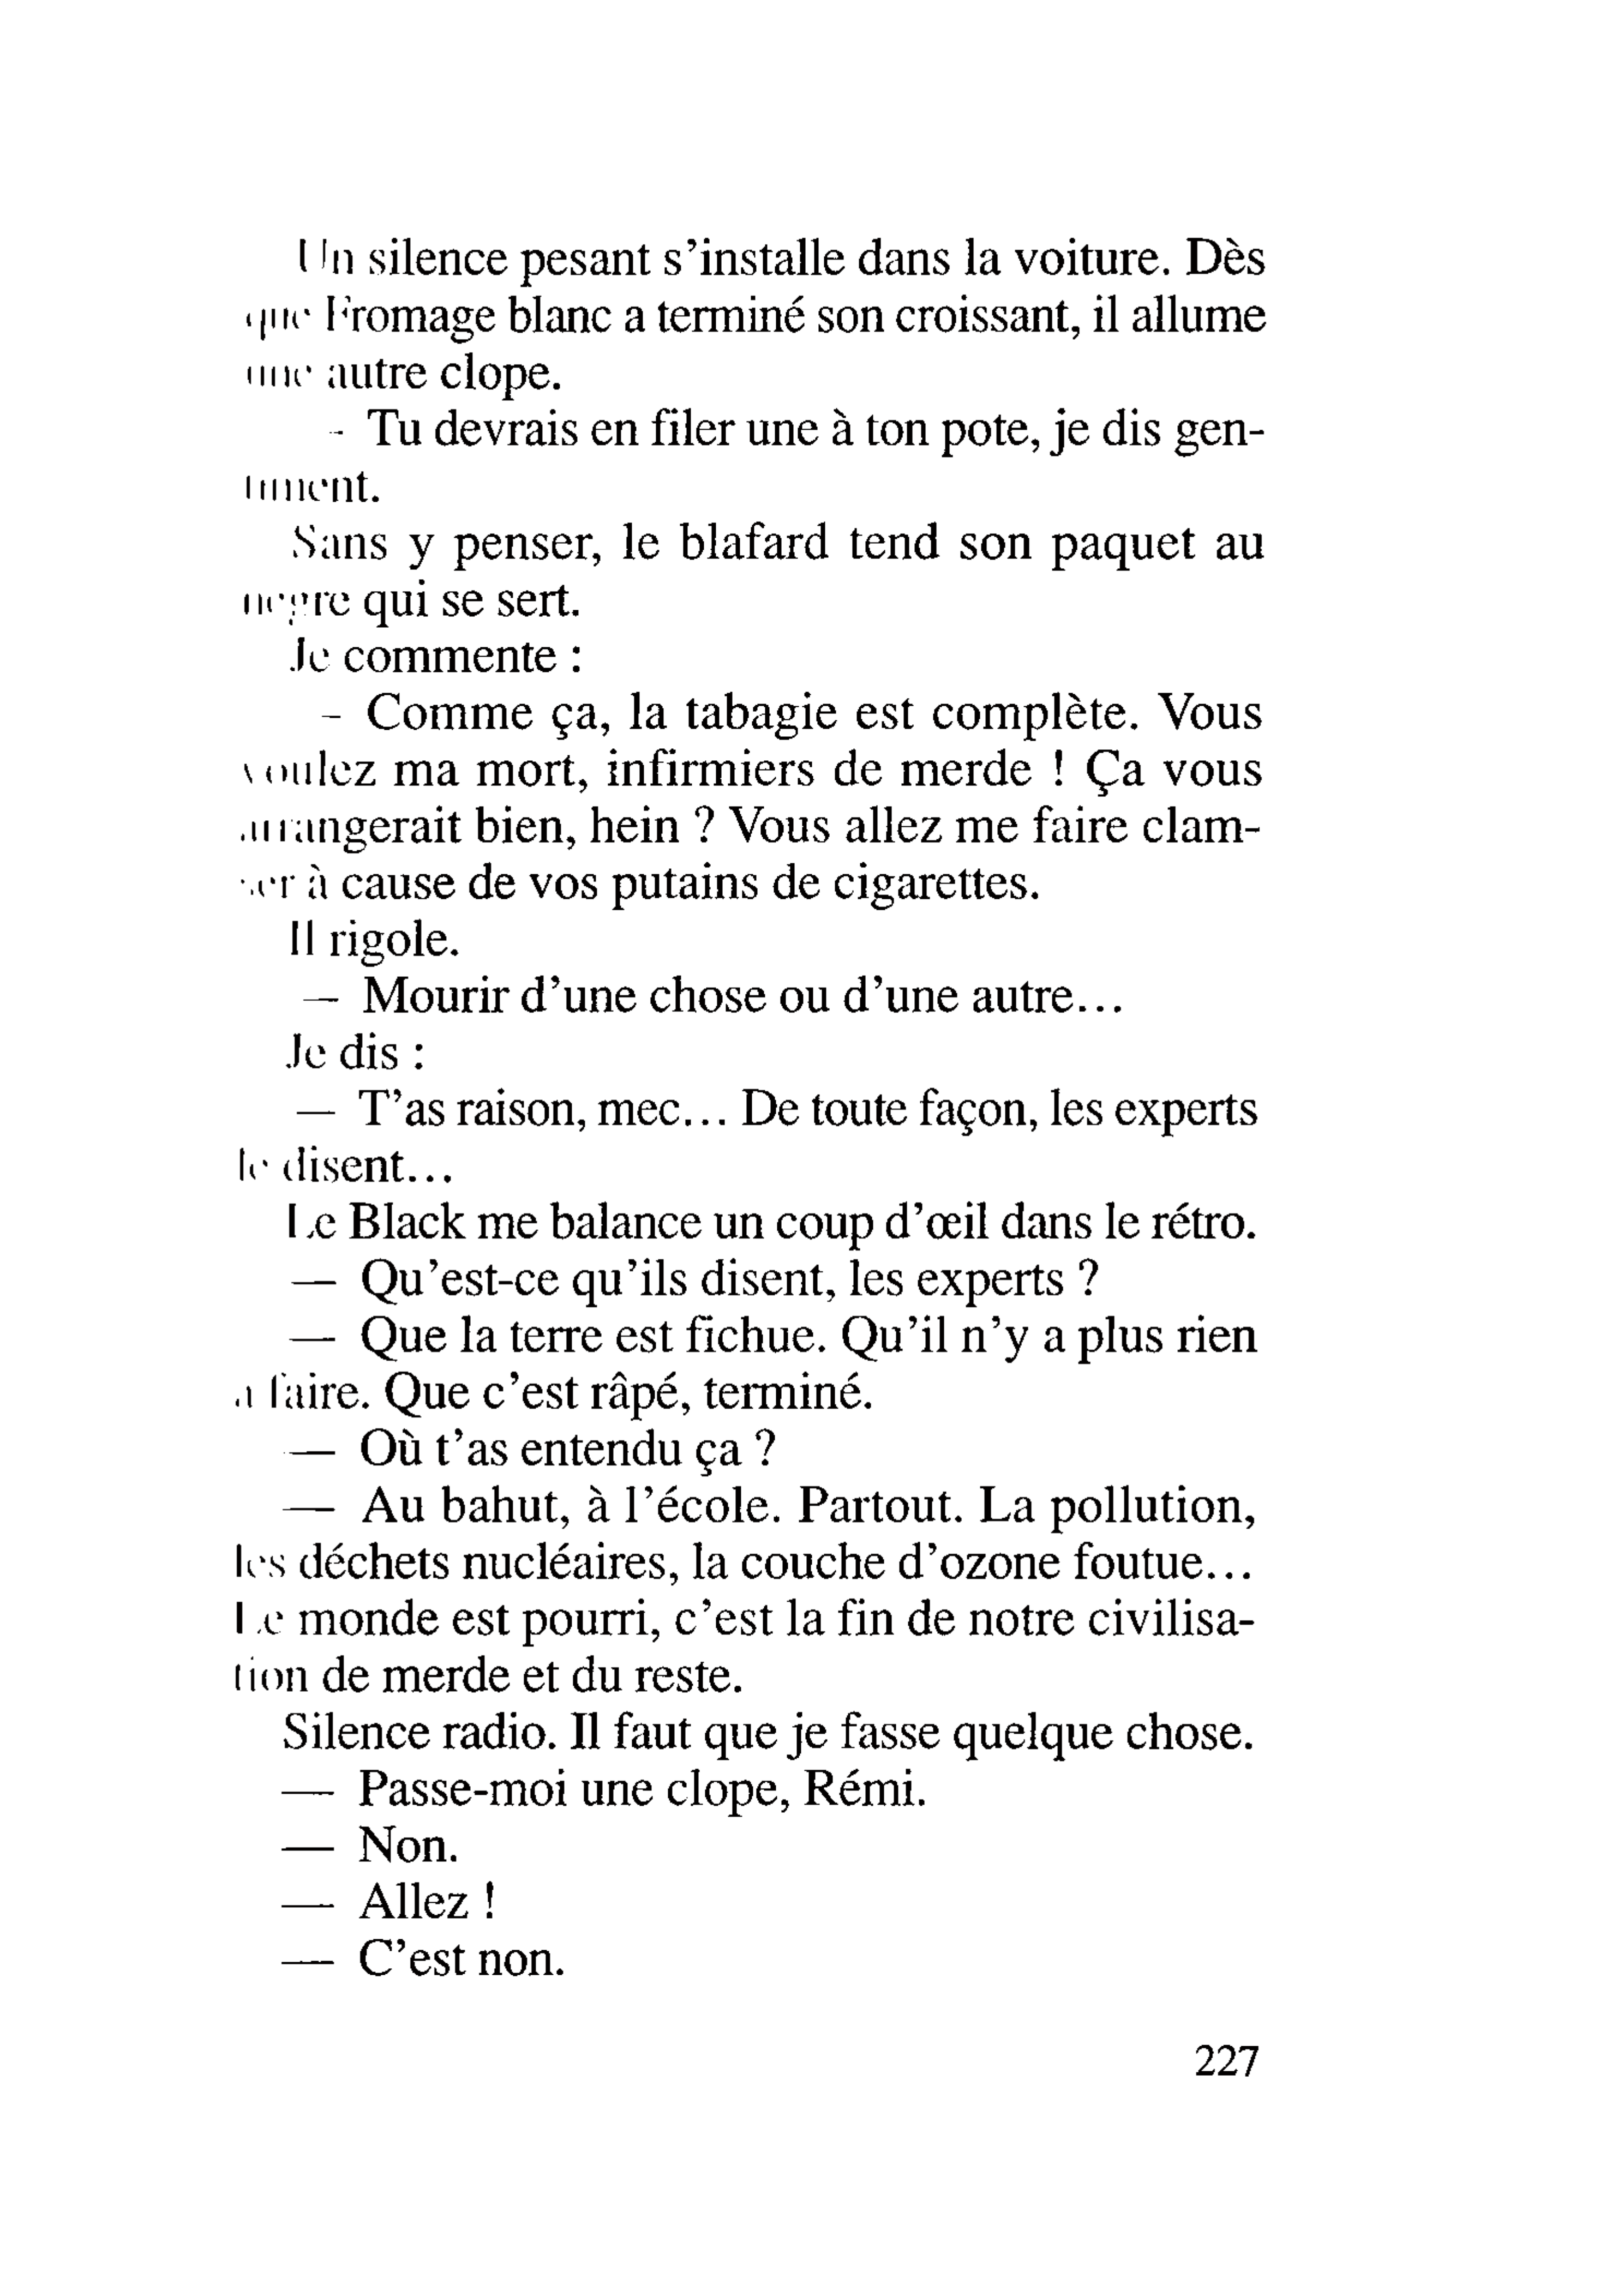 Un silence pesant s'installe dans la voiture. Dès
que Fromage blanc a terminé son croissant, il allume
une autre clope.
- Tu devrais en filer une à ton pote, je dis gen-
timent.
Sans y penser, le blafard tend son paquet au
negre qui se sert.
Je commente :
- Comme ça, la tabagie est complète. Vous
voulez ma mort, infirmiers de merde ! Ça vous
arrangerait bien, hein ? Vous allez me faire clam-
ser à cause de vos putains de cigarettes.
Il rigole.
— Mourir d'une chose ou d'une autre...
Je dis :
— T'as raison, mec... De toute façon, les experts
le disent...
Le Black me balance un coup d'œil dans le rétro.
— Qu'est-ce qu'ils disent, les experts ?
— Que la terre est fichue. Qu'il n'y a plus rien
a faire. Que c'est râpé, terminé.
— Où t'as entendu ça ?
— Au bahut, à l'école. Partout. La pollution,
les déchets nucléaires, la couche d'ozone foutue...
Le monde est pourri, c'est la fin de notre civilisa-
tion de merde et du reste.
Silence radio. Il faut que je fasse quelque chose.
— Passe-moi une clope, Rémi.
— Non.
— Allez !
— C'est non.
227